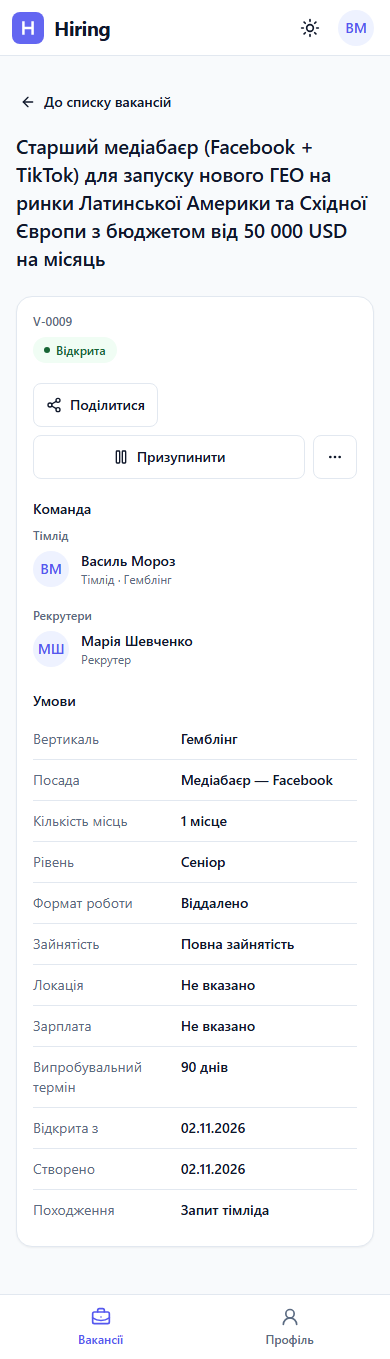 H Hiring
ВМ
До списку вакансій
Старший медіабаєр (Facebook +
TikTok) для запуску нового ГЕО на
ринки Латинської Америки та Східної
Європи з бюджетом від 50 000 USD
на місяць
V-0009
Відкрита
Поділитися
Призупинити
Команда
Тімлід
ВМ
Василь Мороз
Тімлід · Гемблінг
Рекрутери
МШ
Марія Шевченко
Рекрутер
Умови
Вертикаль Гемблінг
Посада Медіабаєр — Facebook
Кількість місць 1 місце
Рівень Сеніор
Формат роботи Віддалено
Зайнятість Повна зайнятість
Локація Не вказано
Зарплата Не вказано
Випробувальний 90 днів
термін
Відкрита з 02.11.2026
Створено 02.11.2026
Походження Запит тімліда
Вакансії Профіль